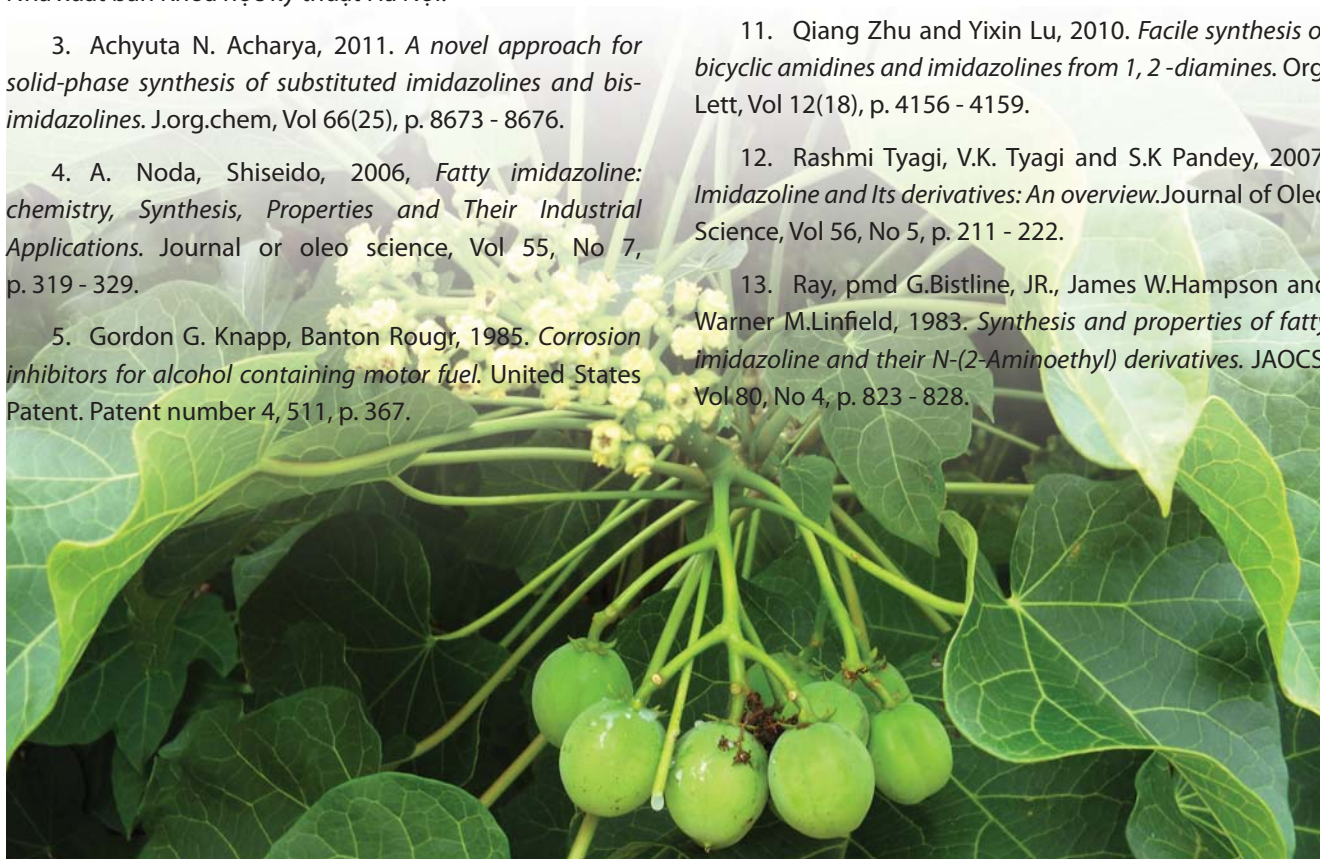 3. Achyuta N. Acharya, 2011. A novel approach for
solid-phase synthesis of substituted imidazolines and bis-
imidazolines. J.org.chem, Vol 66(25), p. 8673 - 8676.
4. A. Noda, Shiseido, 2006, Fatty imidazoline:
chemistry, Synthesis, Properties and Their Industrial
Applications. Journal or oleo science, Vol 55, No 7,
p. 319 - 329.
5. Gordon G. Knapp, Banton Rougr, 1985. Corrosion
inhibitors for alcohol containing motor fuel. United States
Patent. Patent number 4, 511, p. 367.
11. Qiang Zhu and Yixin Lu, 2010. Facile synthesis o
bicyclic amidines and imidazolines from 1, 2 -diamines. Org
Lett, Vol 12(18), p. 4156 - 4159.
12. Rashmi Tyagi, V.K. Tyagi and S.K Pandey, 2007
Imidazoline and Its derivatives: An overview.Journal of Oleo
Science, Vol 56, No 5, p. 211 - 222.
13. Ray, pmd G.Bistline, JR., James W.Hampson and
Warner M.Linfield, 1983. Synthesis and properties of fatty
imidazoline and their N-(2-Aminoethyl) derivatives. JAOCS
Vol 80, No 4, p. 823 - 828.